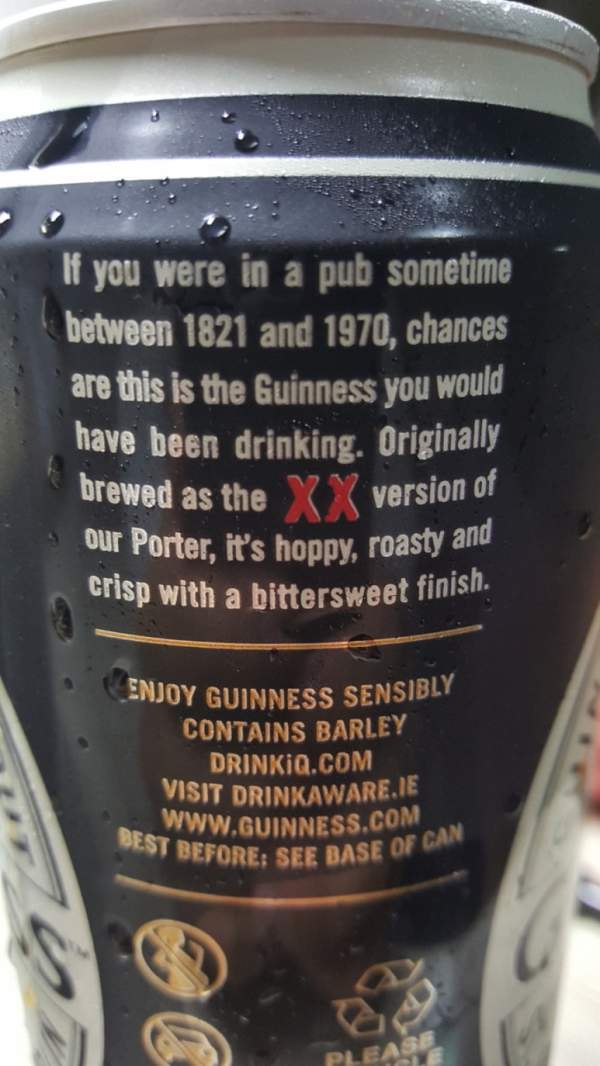 If you were in a pub sometime
between 1821 and 1970, chances
are this is the Guinness you would
have been drinking. Originally
brewed as the XX version of
our Porter, it's hoppy, roasty and
crisp with a bittersweet finish.
ENJOY GUINNESS SENSIBLY
CONTAINS BARLEY
DRINKiQ.COM
VISIT DRINKAWARE.IE
WWW.GUINNESS.COM
BEST BEFORE: SEE BASE OF CAN
PLEASE